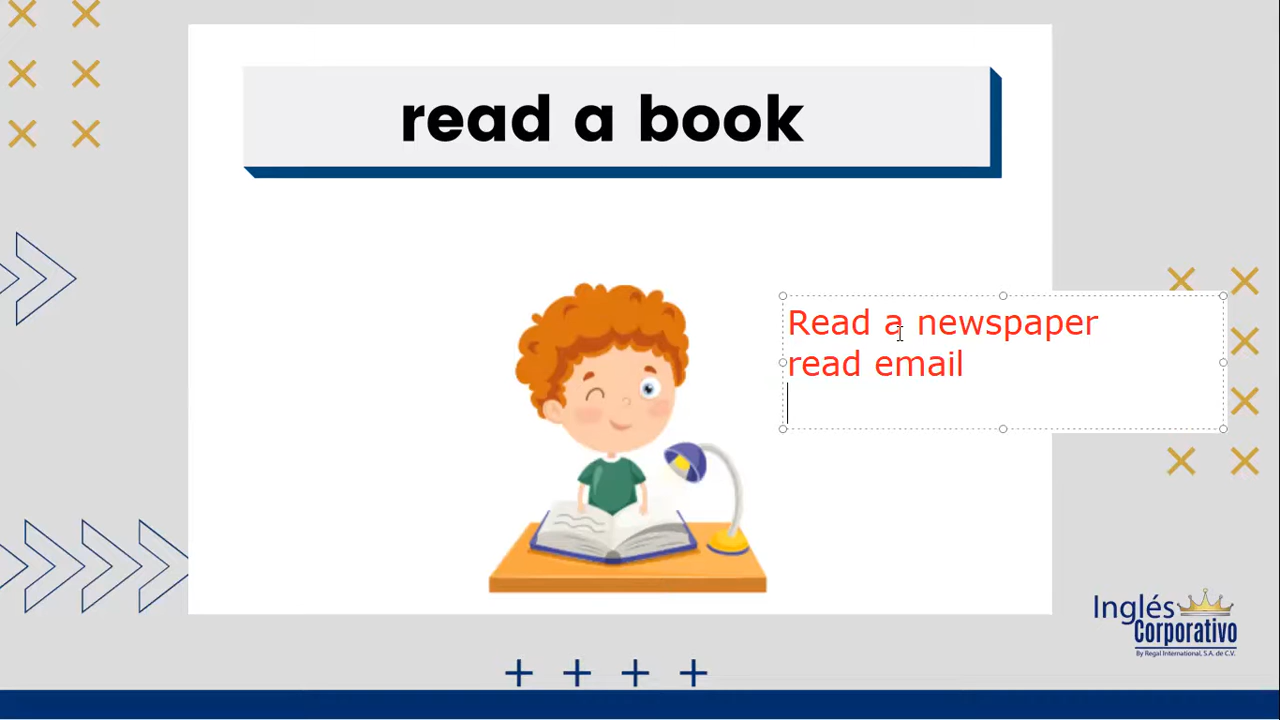 read a book
Read a newspaper
read email
Inglés
Corporativo
By Regal International, S.A. de C.V.